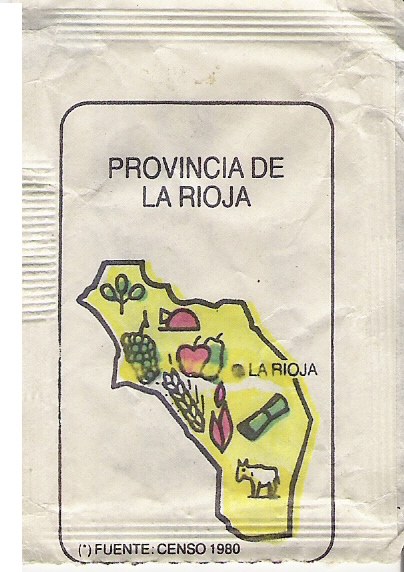 PROVINCIA DE
LA RIOJA
LA RIOJA
(*) FUENTE: CENSO 1980